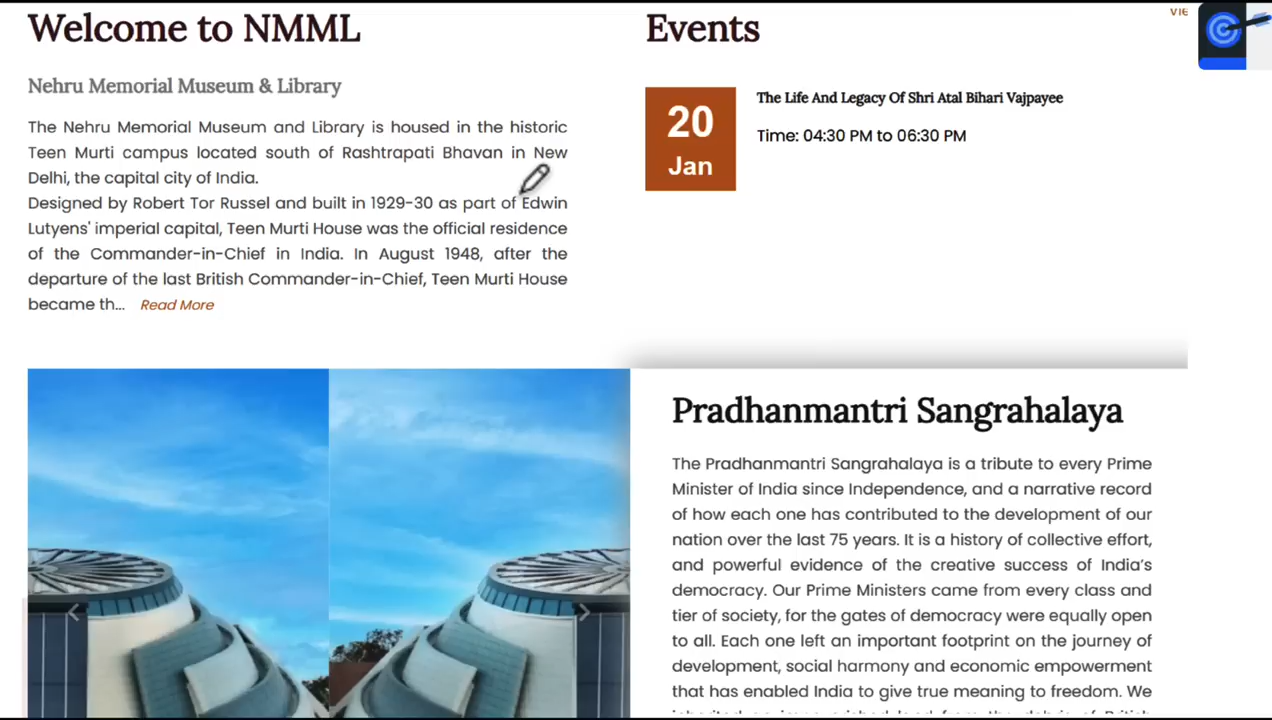 Welcome to NMML
Nehru Memorial Museum & Library
The Nehru Memorial Museum and Library is housed in the historic
Teen Murti campus located south of Rashtrapati Bhavan in New
Delhi, the capital city of India.
Designed by Robert Tor Russel and built in 1929-30 as part of Edwin
Lutyens' imperial capital, Teen Murti House was the official residence
of the Commander-in-Chief in India. In August 1948, after the
departure of the last British Commander-in-Chief, Teen Murti House
became th... Read More
Events
20
Jan
The Life And Legacy Of Shri Atal Bihari Vajpayee
Time: 04:30 PM to 06:30 PM
Pradhanmantri Sangrahalaya
The Pradhanmantri Sangrahalaya is a tribute to every Prime
Minister of India since Independence, and a narrative record
of how each one has contributed to the development of our
nation over the last 75 years. It is a history of collective effort,
and powerful evidence of the creative success of India's
democracy. Our Prime Ministers came from every class and
tier of society, for the gates of democracy were equally open
to all. Each one left an important footprint on the journey of
development, social harmony and economic empowerment
that has enabled India to give true meaning to freedom. We